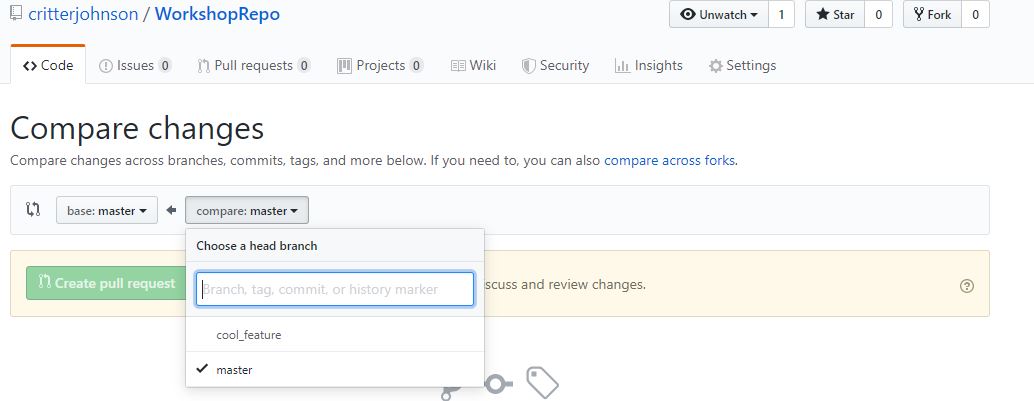 critterjohnson / WorkshopRepo
Unwatch 1 Star 0 Fork 0
Code Issues 0 Pull requests 0 Projects 0 Wiki Security Insights Settings
Compare changes
Compare changes across branches, commits, tags, and more below. If you need to, you can also compare across forks.
base: master compare: master
Choose a head branch
Branch, tag, commit, or history marker
Create pull request scuss and review changes.
cool_feature
master